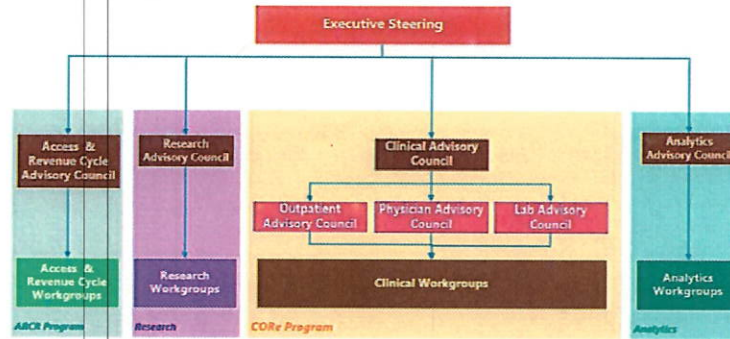 Executive Steering
Access &
Revenue Cycle
Advisory Council
Research
Advisory Council
Clinical Advisory
Council
Analytics
Advisory Council
Outpatient
Advisory Council
Physician Advisory
Council
Lab Advisory
Council
Access &
Revenue Cycle
Workgroups
Research
Workgroups
Clinical Workgroups
Analytics
Workgroups
ARCR Program
Research
CORe Program
Analytics